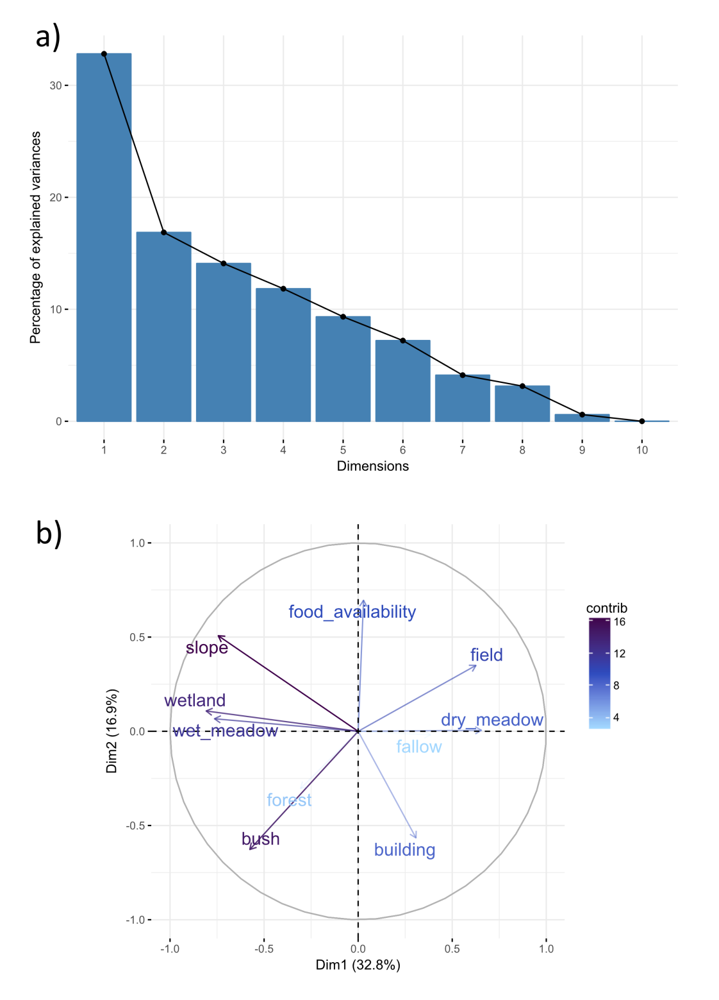 a)
Percentage of explained variances
30
20
10
0
1 2 3 4 5 6 7 8 9 10
Dimensions
b)
Dim2 (16.9%)
1.0
0.5
0.0
-0.5
-1.0
food_availability
slope
field
wetland
dry_meadow
wet_meadow
fallow
forest
bush
building
-1.0 -0.5 0.0 0.5 1.0
Dim1 (32.8%)
contrib
16
12
8
4